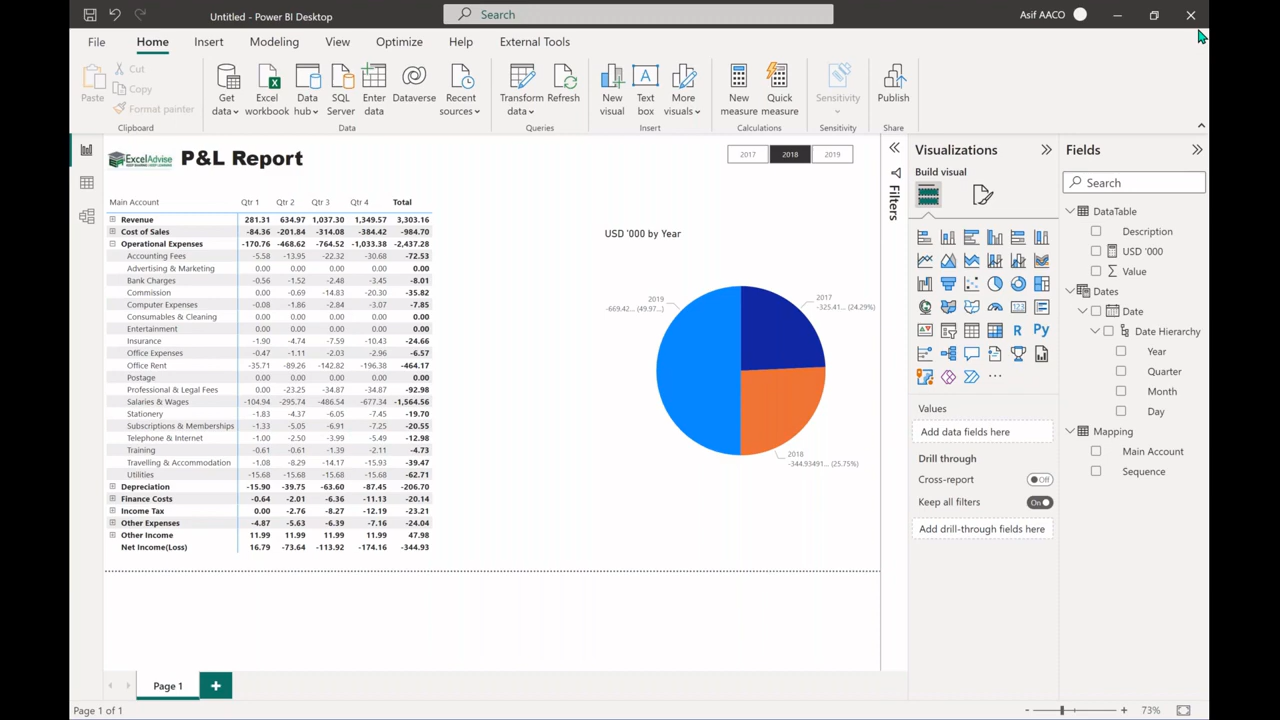 Untitled - Power BI Desktop
Search
Asif AACO
File Home Insert Modeling View Optimize Help External Tools
Paste
Cut
Copy
Format painter
Clipboard
Get data
Excel workbook
Data hub
SQL Server
Enter data
Dataverse
Recent sources
Data
Transform data
Refresh
Queries
New visual
Text box
More visuals
Insert
New measure
Quick measure
Calculations
Sensitivity
Sensitivity
Publish
Share
ExcelAdvise
P&L Report
2017 2018 2019
Main Account Qtr 1 Qtr 2 Qtr 3 Qtr 4 Total
Revenue 281.31 634.97 1,037.30 1,349.57 3,303.16
Cost of Sales -84.36 -201.84 -314.08 -384.42 -984.70
Operational Expenses -170.76 -468.62 -764.52 -1,033.38 -2,437.28
Accounting Fees -5.58 -13.95 -22.32 -30.68 -72.53
Advertising & Marketing 0.00 0.00 0.00 0.00 0.00
Bank Charges -0.56 -1.52 -2.48 -3.45 -8.01
Commission 0.00 -0.69 -14.83 -20.30 -35.82
Computer Expenses -0.08 -1.86 -2.84 -3.07 -7.85
Consumables & Cleaning 0.00 0.00 0.00 0.00 0.00
Entertainment 0.00 0.00 0.00 0.00 0.00
Insurance -1.90 -4.74 -7.59 -10.43 -24.66
Office Expenses -0.47 -1.11 -2.03 -2.96 -6.57
Office Rent -35.71 -89.26 -142.82 -196.38 -464.17
Postage 0.00 0.00 0.00 0.00 0.00
Professional & Legal Fees 0.00 -23.25 -34.87 -34.87 -92.98
Salaries & Wages -104.94 -295.74 -486.54 -677.34 -1,564.56
Stationery -1.83 -4.37 -6.05 -7.45 -19.70
Subscriptions & Memberships -1.33 -5.05 -6.91 -7.25 -20.55
Telephone & Internet -1.00 -2.50 -3.99 -5.49 -12.98
Training -0.61 -0.61 -1.39 -2.11 -4.73
Travelling & Accommodation -1.08 -8.29 -14.17 -15.93 -39.47
Utilities -15.68 -15.68 -15.68 -15.68 -62.71
Depreciation -15.90 -39.75 -63.60 -87.45 -206.70
Finance Costs -0.64 -2.01 -6.36 -11.13 -20.14
Income Tax 0.00 -2.76 -8.27 -12.19 -23.21
Other Expenses -4.87 -5.63 -6.39 -7.16 -24.04
Other Income 11.99 11.99 11.99 11.99 47.98
Net Income(Loss) 16.79 -73.64 -113.92 -174.16 -344.93
USD '000 by Year
2019
-669.42... (49.97...)
2017
-325.41... (24.29%)
2018
-344.93491... (25.75%)
Filters
Visualizations
Build visual
R Py
Values
Add data fields here
Drill through
Cross-report Off
Keep all filters On
Add drill-through fields here
Fields
Search
DataTable
Description
USD '000
Value
Dates
Date
Date Hierarchy
Year
Quarter
Month
Day
Mapping
Main Account
Sequence
Page 1
Page 1 of 1
73%